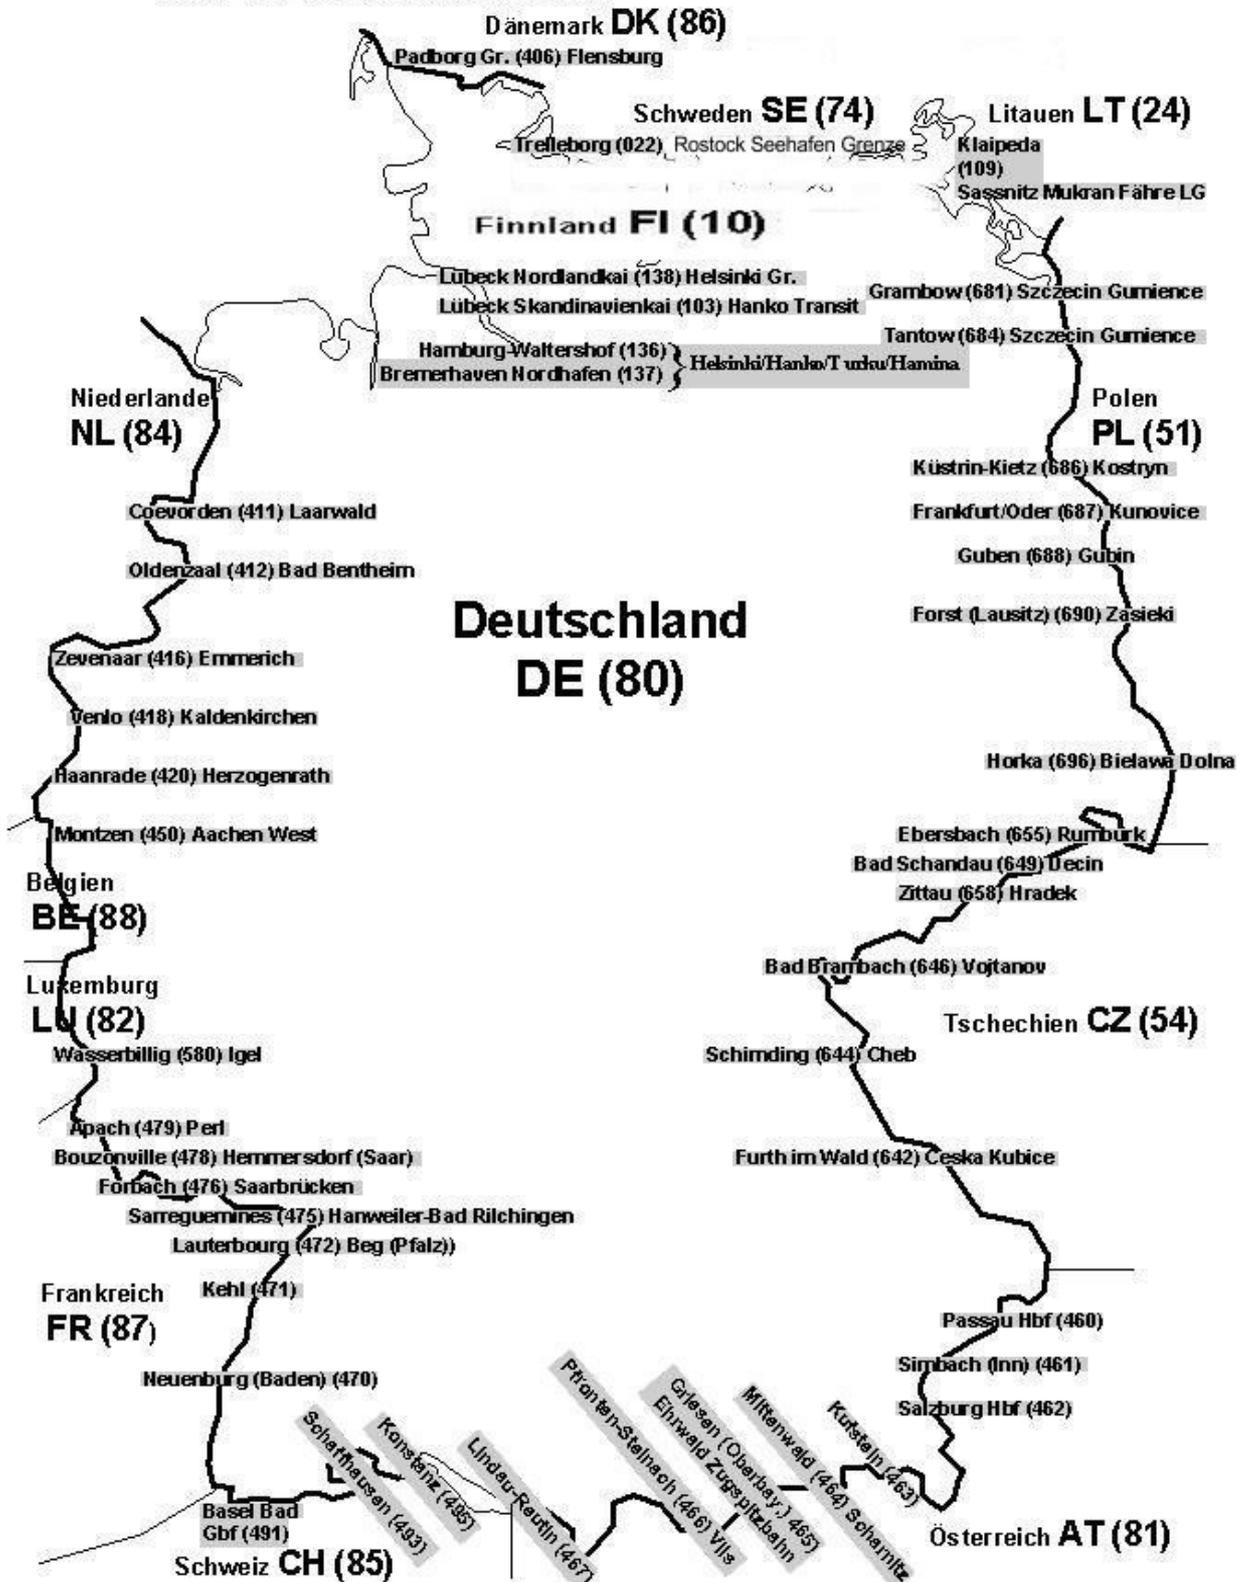 Dänemark DK (86)
Padborg Gr. (406) Flensburg
Schweden SE (74)
Litauen LT (24)
Trelleborg (022) Rostock Seehafen Grenze
Klaipeda
(109)
Sassnitz Mukran Fähre LG
Finnland FI (10)
Lübeck Nordlandkai (138) Helsinki Gr.
Grambow (681) Szczecin Gumience
Lübeck Skandinavienkai (103) Hanko Transit
Tantow (684) Szczecin Gumience
Hamburg-Waltershof (136)
Bremerhaven Nordhafen (137)
Helsinki/Hanko/Turku/Hamina
Niederlande
NL (84)
Polen
PL (51)
Küstrin-Kietz (686) Kostryn
Coevorden (411) Laarwald
Frankfurt/Oder (687) Kunovice
Guben (688) Gubin
Oldenzaal (412) Bad Bentheim
Deutschland
DE (80)
Forst (Lausitz) (690) Zasieki
Zevenaar (416) Emmerich
Venlo (418) Kaldenkirchen
Horka (696) Bielawa Dolna
Haanrade (420) Herzogenrath
Montzen (450) Aachen West
Ebersbach (655) Rumburk
Bad Schandau (649) Decin
Zittau (658) Hradek
Belgien
BE (88)
Bad Brambach (646) Vojtanov
Luxemburg
LU (82)
Tschechien CZ (54)
Wasserbillig (580) Igel
Schirnding (644) Cheb
Apach (479) Perl
Bouzonville (478) Hemmersdorf (Saar)
Furth im Wald (642) Ceska Kubice
Forbach (476) Saarbrücken
Sarreguemines (475) Hanweiler-Bad Rilchingen
Lauterbourg (472) Beg (Pfalz))
Kehl (471)
Frankreich
FR (87)
Passau Hbf (460)
Simbach (Inn) (461)
Neuenburg (Baden) (470)
Salzburg Hbf (462)
Schaffhausen (493)
Konstanz (495)
Lindau-Reutin (467)
Pfronten-Steinach (466) Vils
Griesen (Oberbay.) 465)
Ehrwald Zugspitzbahn
Mittenwald (464) Scharnitz
Kufstein (463)
Basel Bad
Gbf (491)
Schweiz CH (85)
Österreich AT (81)